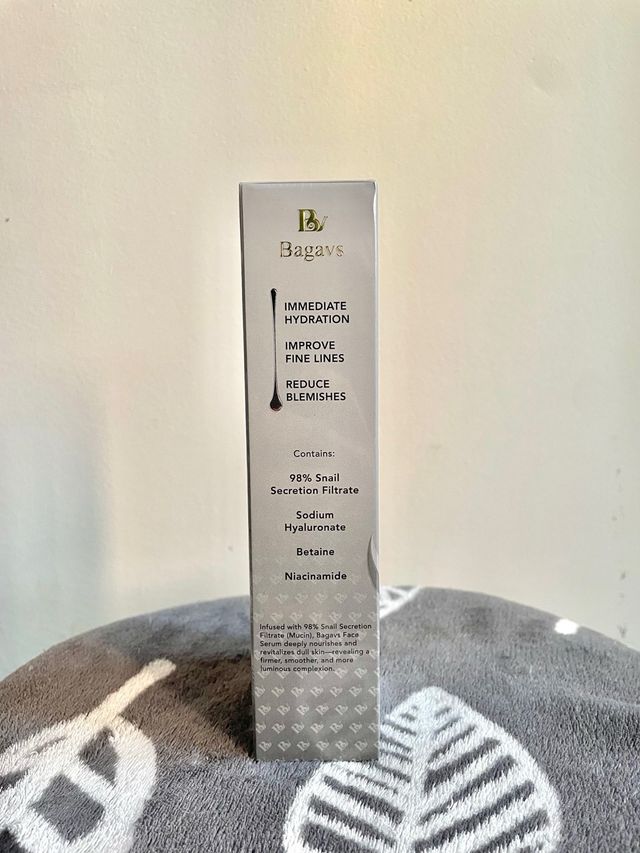 BV
Bagavs
IMMEDIATE
HYDRATION
IMPROVE
FINE LINES
REDUCE
BLEMISHES
Contains:
98% Snail
Secretion Filtrate
Sodium
Hyaluronate
Betaine
Niacinamide
Infused with 98% Snail Secretion
Filtrate (Mucin), Bagavs Face
Serum deeply nourishes and
revitalizes dull skin—revealing a
firmer, smoother, and more
luminous complexion.